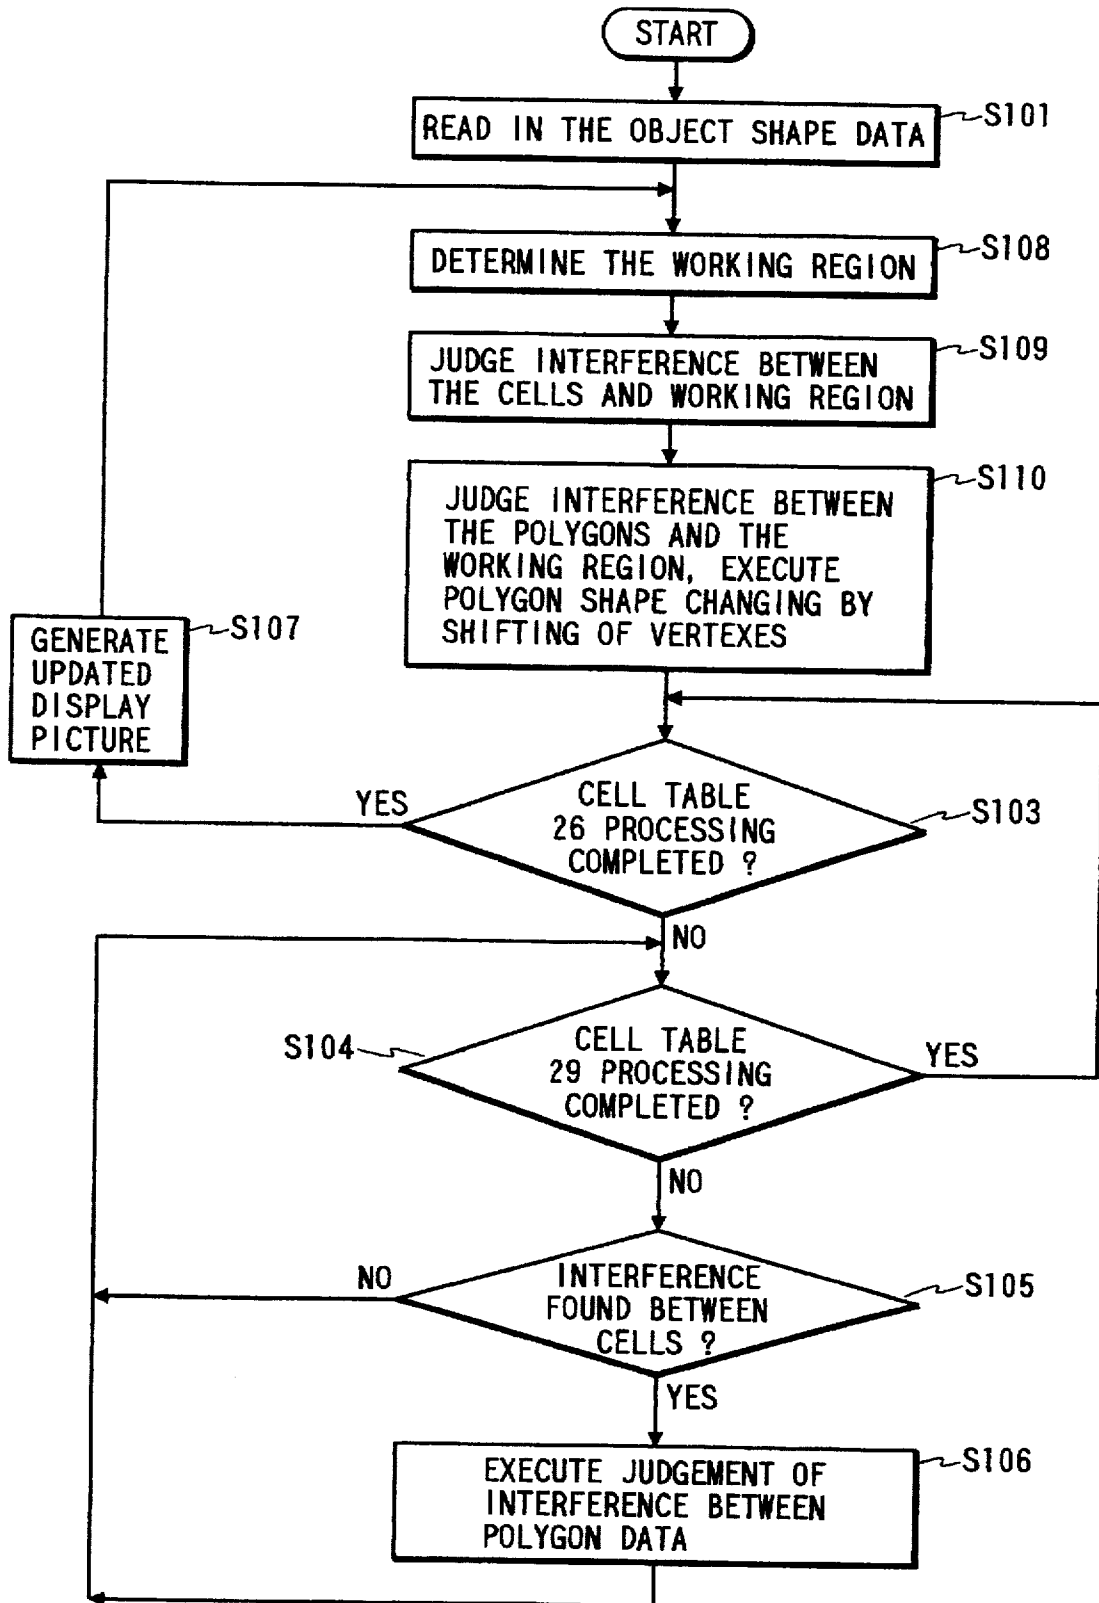 START
READ IN THE OBJECT SHAPE DATA
S101
DETERMINE THE WORKING REGION
S108
JUDGE INTERFERENCE BETWEEN
THE CELLS AND WORKING REGION
S109
JUDGE INTERFERENCE BETWEEN
THE POLYGONS AND THE
WORKING REGION, EXECUTE
POLYGON SHAPE CHANGING BY
SHIFTING OF VERTEXES
S110
GENERATE
UPDATED
DISPLAY
PICTURE
S107
YES
CELL TABLE
26 PROCESSING
COMPLETED ?
S103
NO
S104
CELL TABLE
29 PROCESSING
COMPLETED ?
YES
NO
NO
INTERFERENCE
FOUND BETWEEN
CELLS ?
S105
YES
EXECUTE JUDGEMENT OF
INTERFERENCE BETWEEN
POLYGON DATA
S106